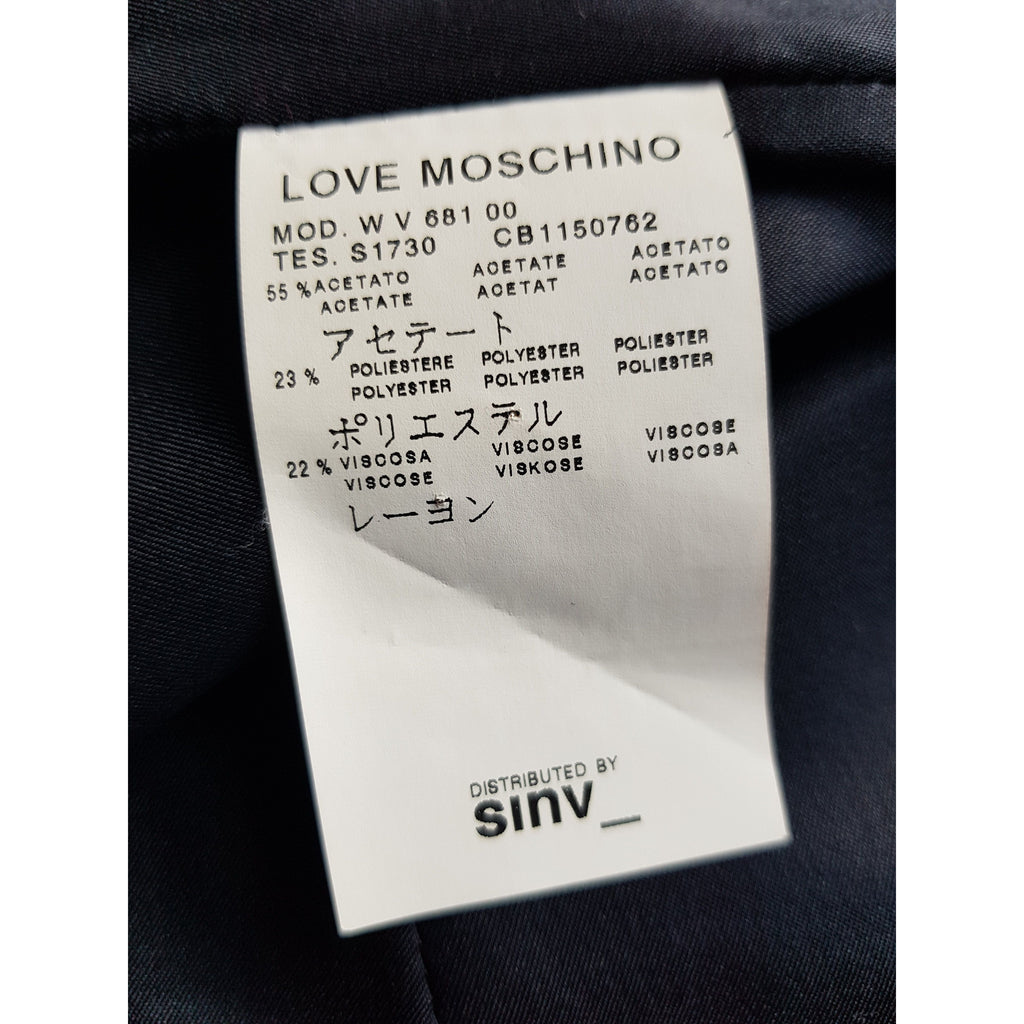 LOVE MOSCHINO
MOD. W V 681 00
TES. S1730 CB1150762
55 % ACETATO ACETATE ACETATO
ACETATE ACETAT ACETATO
アセテート
23 % POLIESTERE POLYESTER POLIESTER
POLYESTER POLYESTER POLIESTER
ポリエステル
22 % VISCOSA VISCOSE VISCOSE
VISCOSE VISKOSE VISCOSA
レーヨン
DISTRIBUTED BY
sinv_